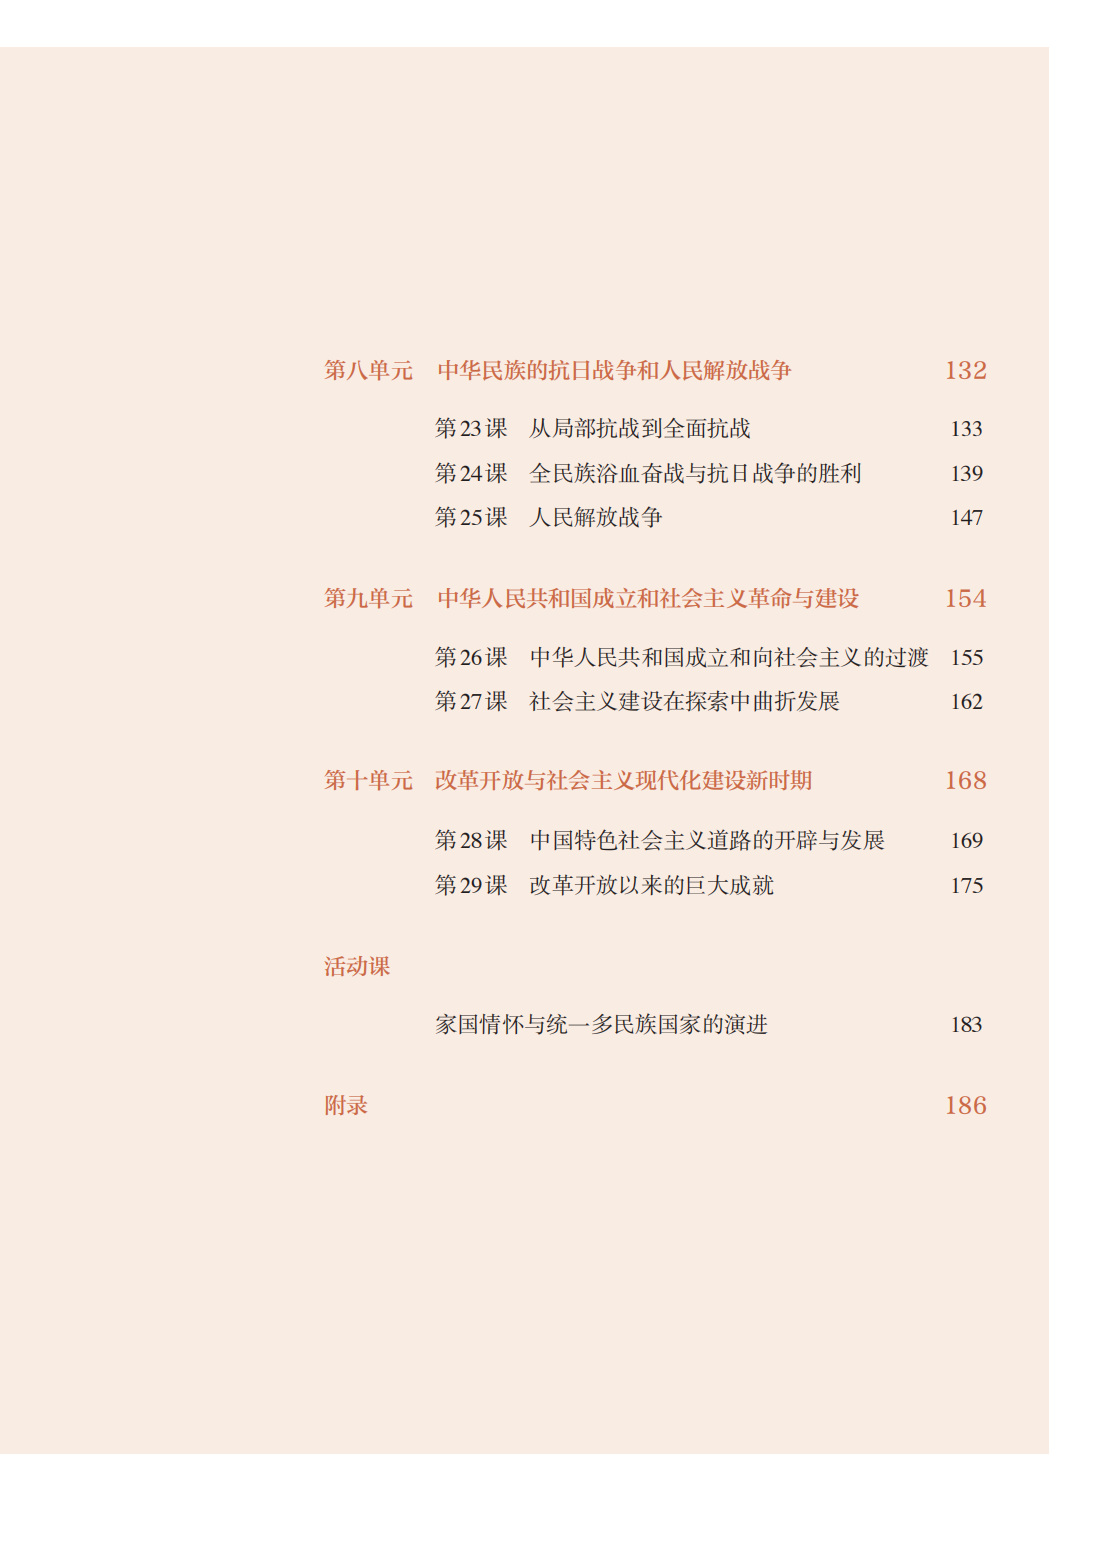 第八单元 中华民族的抗日战争和人民解放战争 132
第23课 从局部抗战到全面抗战 133
第24课 全民族浴血奋战与抗日战争的胜利 139
第25课 人民解放战争 147
第九单元 中华人民共和国成立和社会主义革命与建设 154
第26课 中华人民共和国成立和向社会主义的过渡 155
第27课 社会主义建设在探索中曲折发展 162
第十单元 改革开放与社会主义现代化建设新时期 168
第28课 中国特色社会主义道路的开辟与发展 169
第29课 改革开放以来的巨大成就 175
活动课
家国情怀与统一多民族国家的演进 183
附录 186